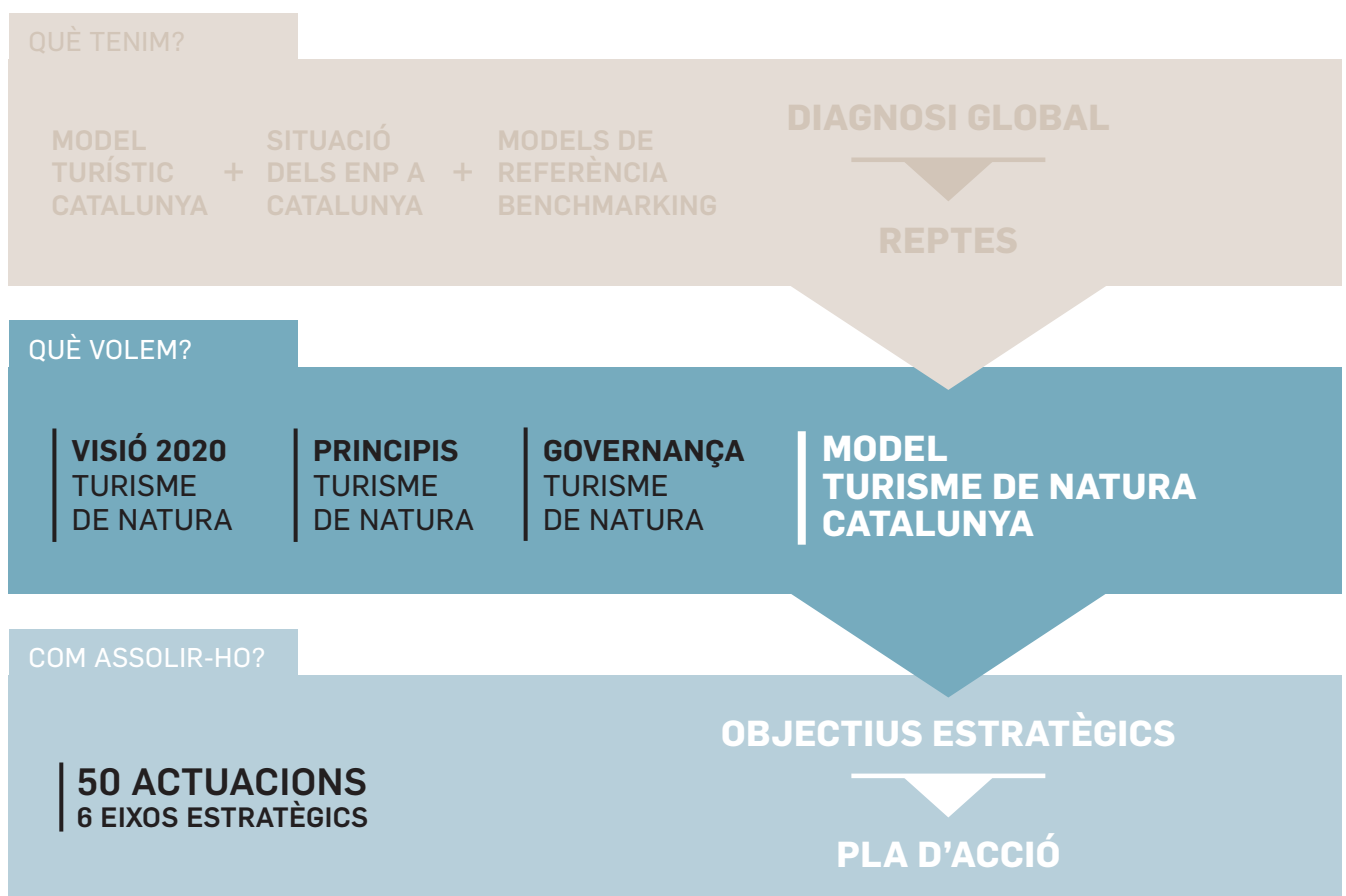 QUÈ TENIM?
MODEL
TURÍSTIC
CATALUNYA
+
SITUACIÓ
DELS ENP A
CATALUNYA
+
MODELS DE
REFERÈNCIA
BENCHMARKING
DIAGNOSI GLOBAL
REPTES
QUÈ VOLEM?
VISIÓ 2020
TURISME
DE NATURA
PRINCIPIS
TURISME
DE NATURA
GOVERNANÇA
TURISME
DE NATURA
MODEL
TURISME DE NATURA
CATALUNYA
COM ASSOLIR-HO?
50 ACTUACIONS
6 EIXOS ESTRATÈGICS
OBJECTIUS ESTRATÈGICS
PLA D’ACCIÓ